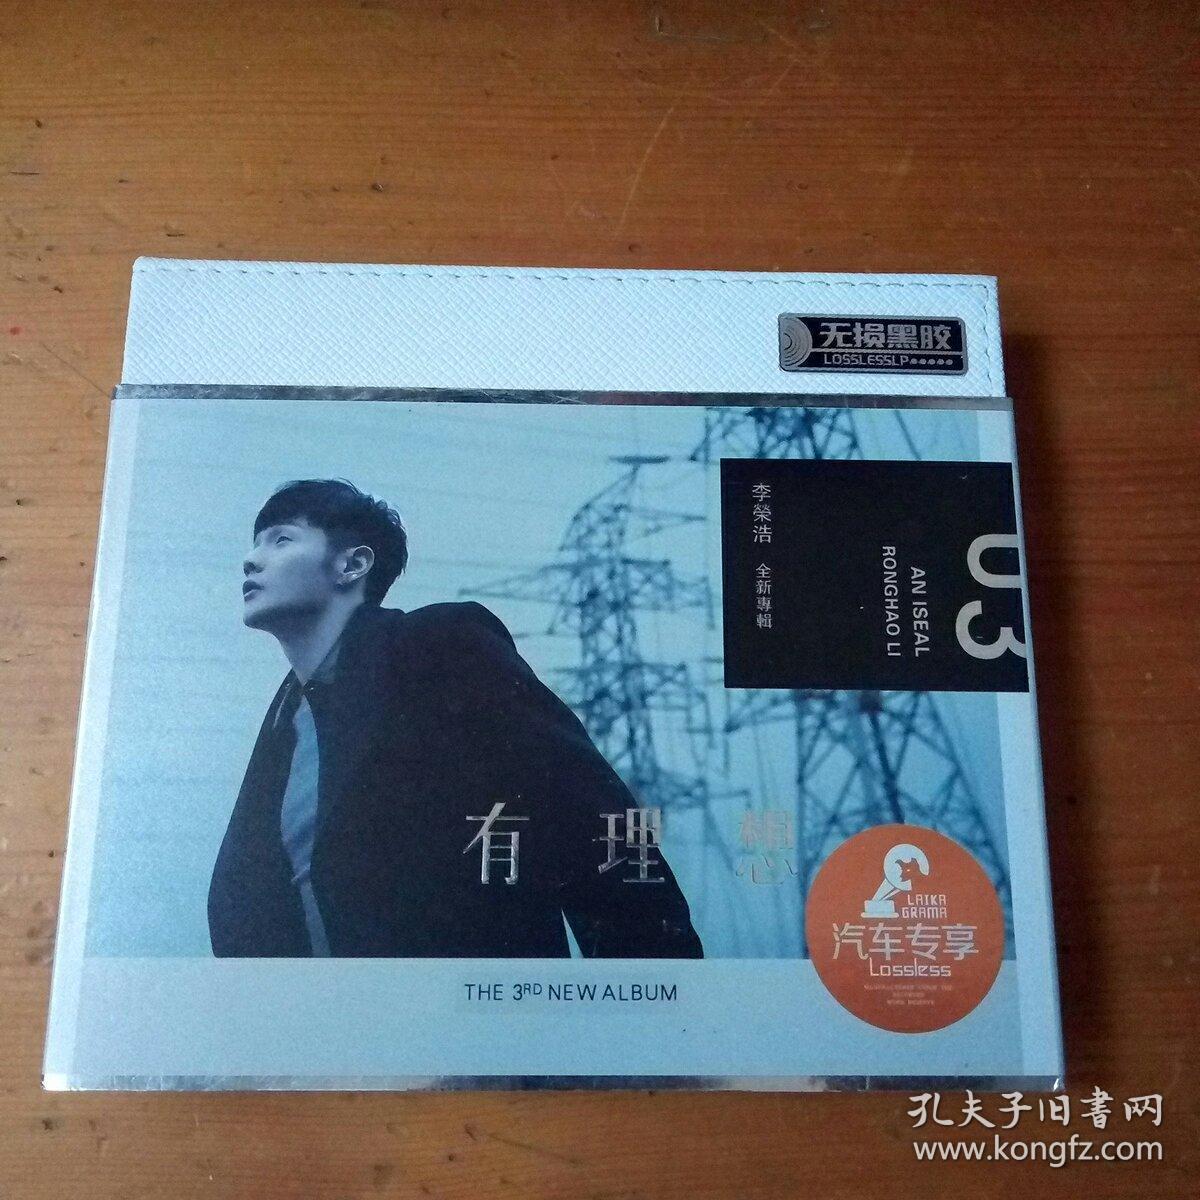 无损黑胶
LOSSLESSLP
李榮浩 全新專輯
03
AN ISEAL
RONGHAO LI
有理想
THE 3RD NEW ALBUM
LAIKA
GRAMA
汽车专享
Lossless
孔夫子旧書网
www.kongfz.com